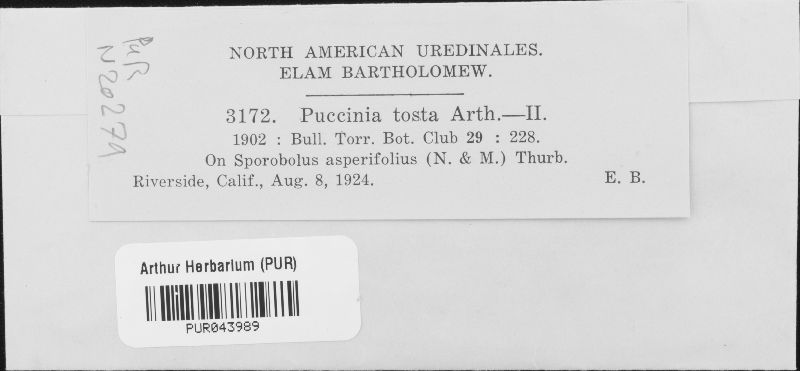 PUR
N20279
NORTH AMERICAN UREDINALES.
ELAM BARTHOLOMEW.
3172. Puccinia tosta Arth.—II.
1902 : Bull. Torr. Bot. Club 29 : 228.
On Sporobolus asperifolius (N. & M.) Thurb.
Riverside, Calif., Aug. 8, 1924. E. B.
Arthur Herbarium (PUR)
PUR043989